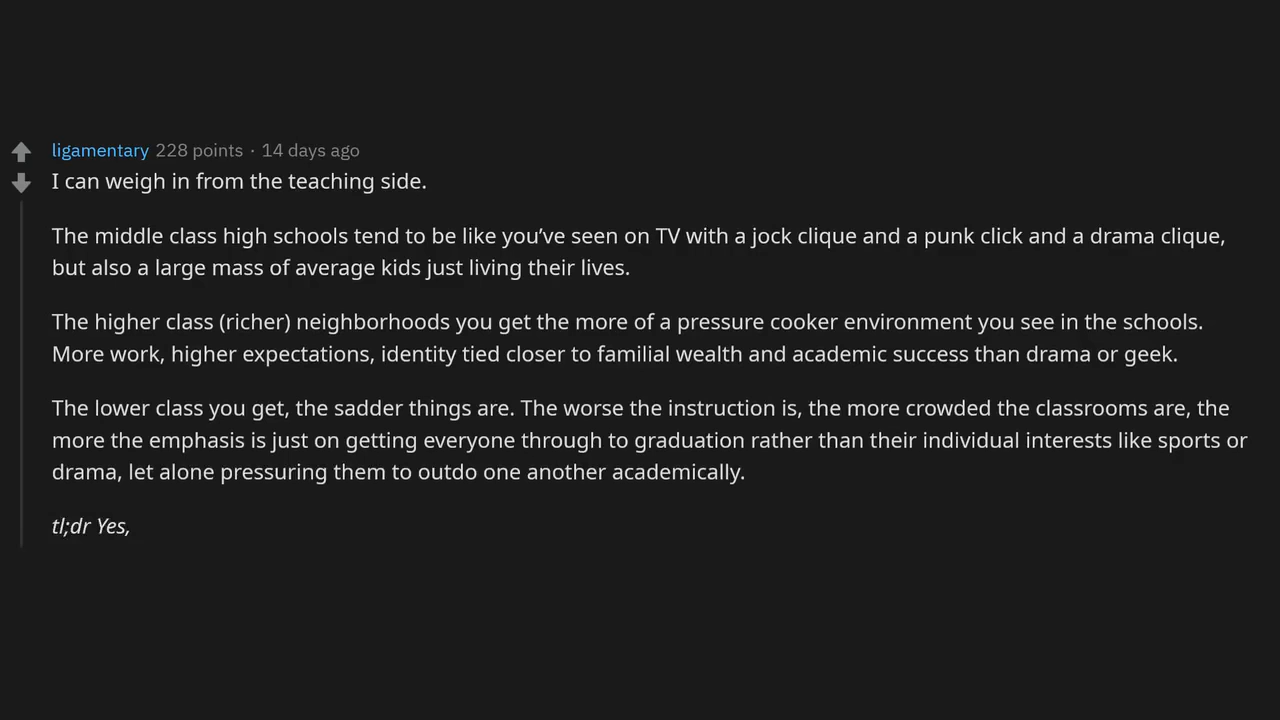 ligamentary 228 points · 14 days ago
I can weigh in from the teaching side.
The middle class high schools tend to be like you’ve seen on TV with a jock clique and a punk click and a drama clique,
but also a large mass of average kids just living their lives.
The higher class (richer) neighborhoods you get the more of a pressure cooker environment you see in the schools.
More work, higher expectations, identity tied closer to familial wealth and academic success than drama or geek.
The lower class you get, the sadder things are. The worse the instruction is, the more crowded the classrooms are, the
more the emphasis is just on getting everyone through to graduation rather than their individual interests like sports or
drama, let alone pressuring them to outdo one another academically.
tl;dr Yes,